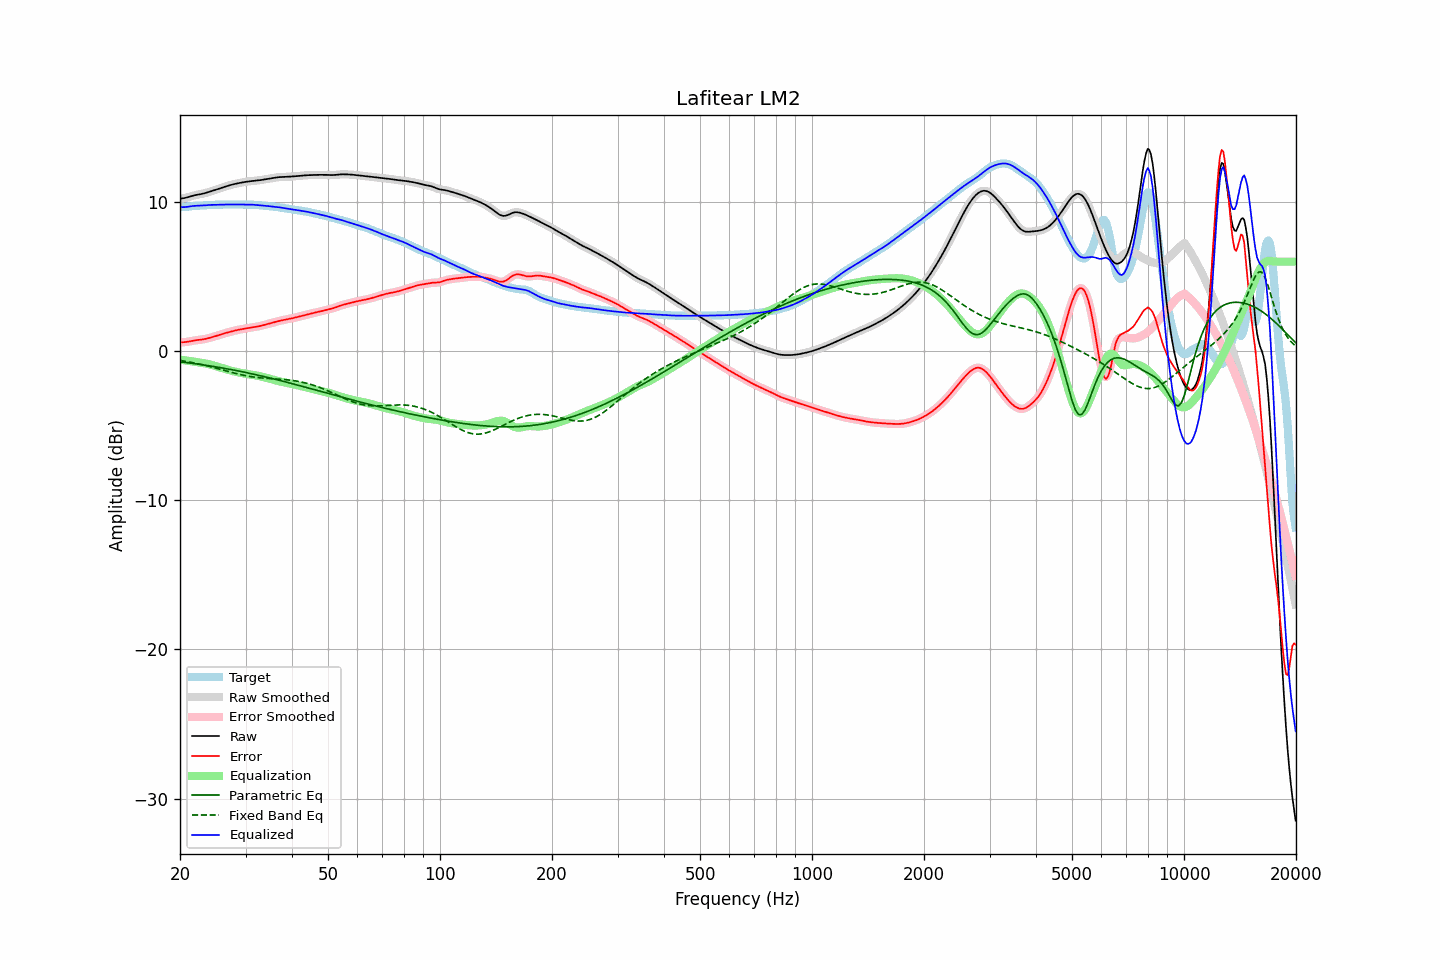 Lafitear LM2
Amplitude (dBr)
10
0
−10
−20
−30
Target
Raw Smoothed
Error Smoothed
Raw
Error
Equalization
Parametric Eq
Fixed Band Eq
Equalized
20 50 100 200 500 1000 2000 5000 10000 20000
Frequency (Hz)